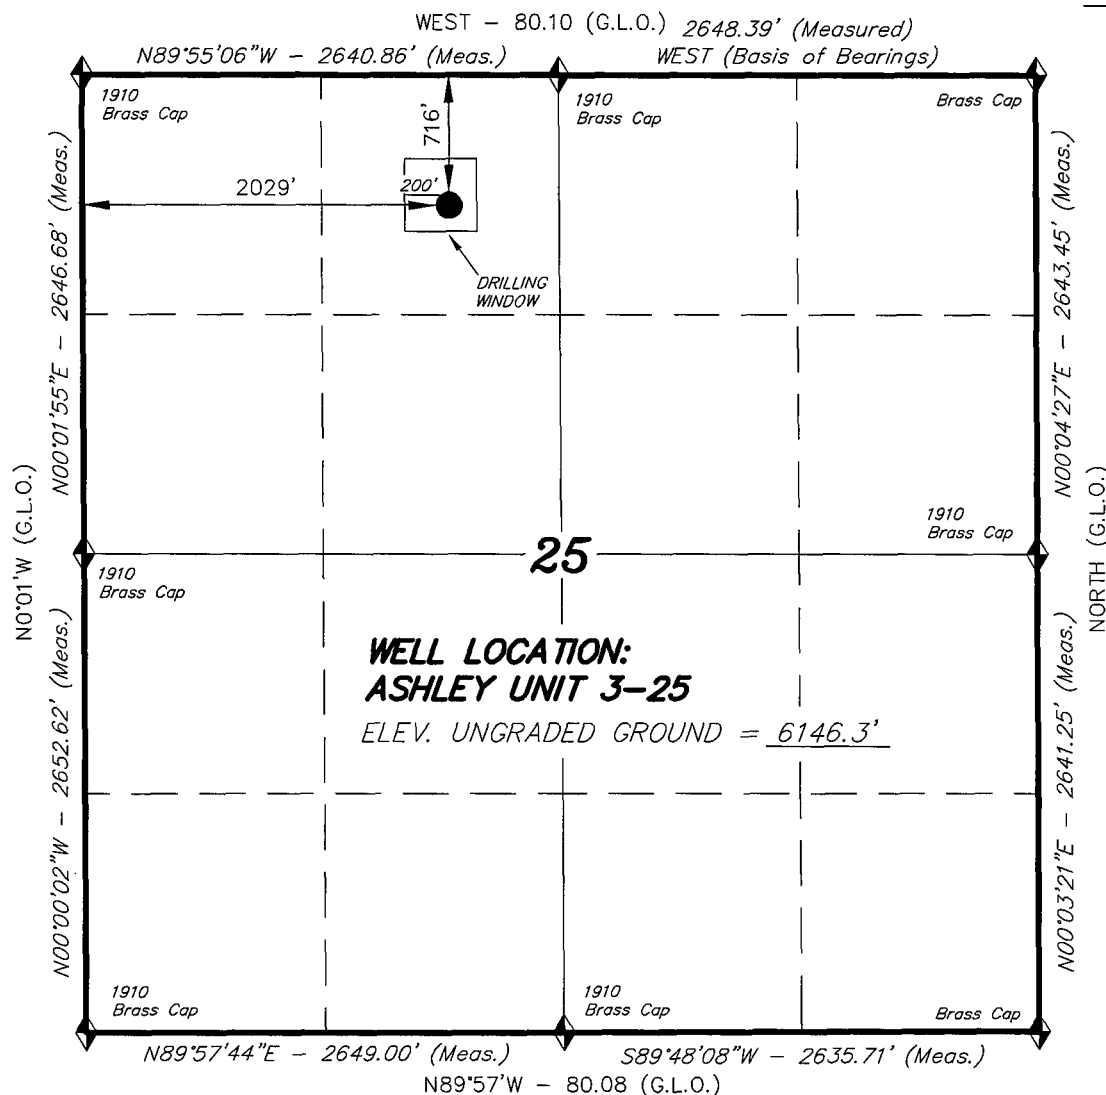 WEST – 80.10 (G.L.O.)
2648.39' (Measured)
N89°55'06"W – 2640.86' (Meas.)
WEST (Basis of Bearings)
1910
Brass Cap
716'
1910
Brass Cap
Brass Cap
2029'
200'
DRILLING
WINDOW
N00°01'55"E – 2646.68' (Meas.)
N00°04'27"E – 2643.45' (Meas.)
N0°01'W (G.L.O.)
NORTH (G.L.O.)
1910
Brass Cap
25
1910
Brass Cap
WELL LOCATION:
ASHLEY UNIT 3–25
ELEV. UNGRADED GROUND = 6146.3'
N00°00'02"W – 2652.62' (Meas.)
N00°03'21"E – 2641.25' (Meas.)
1910
Brass Cap
1910
Brass Cap
Brass Cap
N89°57'44"E – 2649.00' (Meas.)
S89°48'08"W – 2635.71' (Meas.)
N89°57'W – 80.08 (G.L.O.)